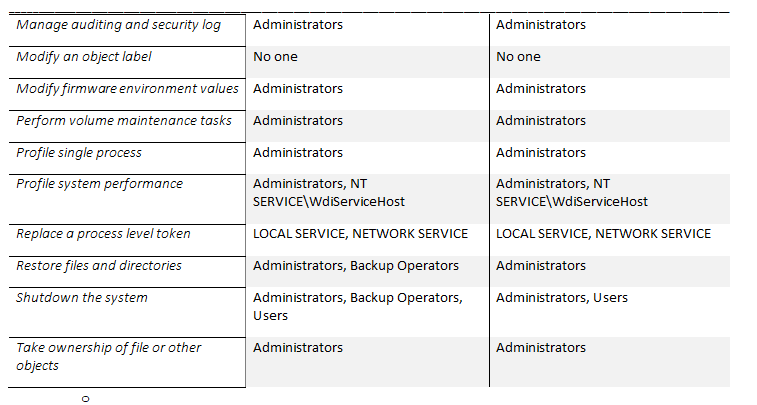 Manage auditing and security log Administrators Administrators
Modify an object label No one No one
Modify firmware environment values Administrators Administrators
Perform volume maintenance tasks Administrators Administrators
Profile single process Administrators Administrators
Profile system performance Administrators, NT Administrators, NT
SERVICE\WdiServiceHost SERVICE\WdiServiceHost
Replace a process level token LOCAL SERVICE, NETWORK SERVICE LOCAL SERVICE, NETWORK SERVICE
Restore files and directories Administrators, Backup Operators Administrators
Shutdown the system Administrators, Backup Operators, Administrators, Users
Users
Take ownership of file or other Administrators Administrators
objects